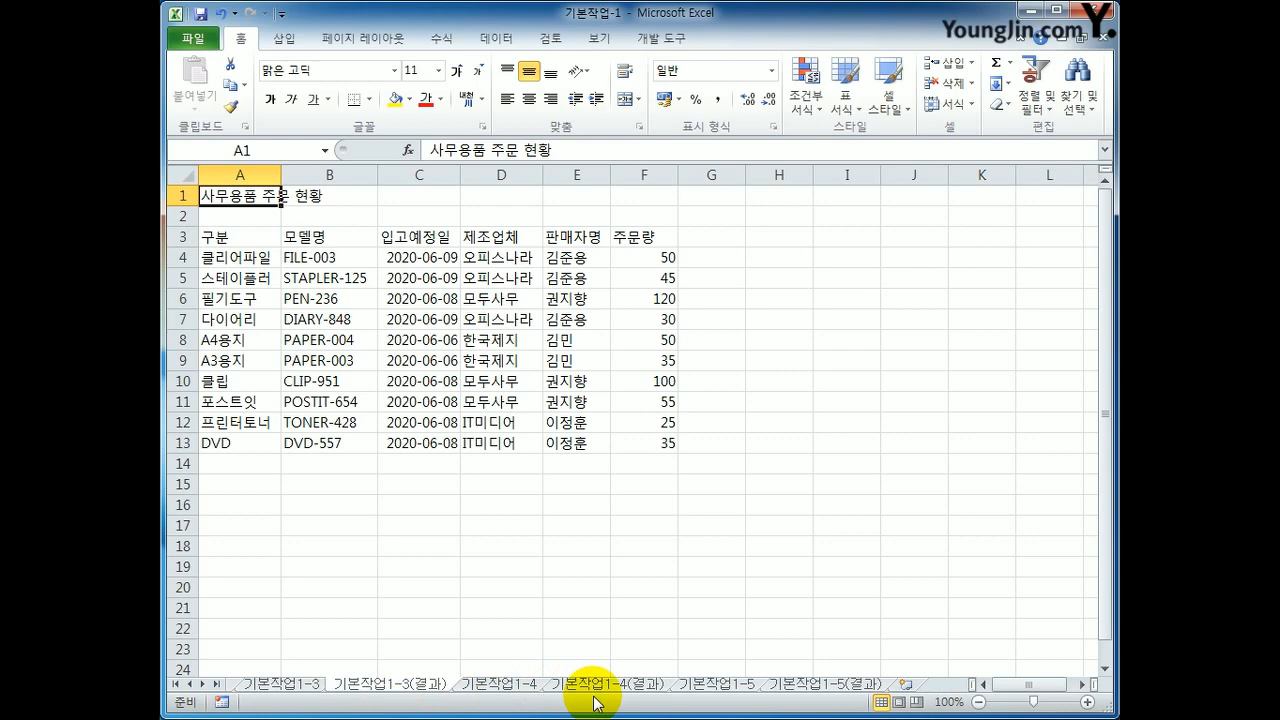 기본작업-1 - Microsoft Excel
YoungJin.com Y.
파일 홈 삽입 페이지 레이아웃 수식 데이터 검토 보기 개발 도구
붙여넣기 맑은 고딕 11 가 가 일반 조건부 서식 표 서식 셀 스타일 삽입 삭제 서식 정렬 및 필터 찾기 및 선택
가 가 가 가 내천
클립보드 글꼴 맞춤 표시 형식 스타일 셀 편집
A1 fx 사무용품 주문 현황
A B C D E F G H I J K L
1 사무용품 주문 현황
2
3 구분 모델명 입고예정일 제조업체 판매자명 주문량
4 클리어파일 FILE-003 2020-06-09 오피스나라 김준용 50
5 스테이플러 STAPLER-125 2020-06-09 오피스나라 김준용 45
6 필기도구 PEN-236 2020-06-08 모두사무 권지향 120
7 다이어리 DIARY-848 2020-06-09 오피스나라 김준용 30
8 A4용지 PAPER-004 2020-06-06 한국제지 김민 50
9 A3용지 PAPER-003 2020-06-06 한국제지 김민 35
10 클립 CLIP-951 2020-06-08 모두사무 권지향 100
11 포스트잇 POSTIT-654 2020-06-08 모두사무 권지향 55
12 프린터토너 TONER-428 2020-06-08 IT미디어 이정훈 25
13 DVD DVD-557 2020-06-08 IT미디어 이정훈 35
14
15
16
17
18
19
20
21
22
23
24
기본작업1-3 기본작업1-3(결과) 기본작업1-4 기본작업1-4(결과) 기본작업1-5 기본작업1-5(결과)
준비 100%